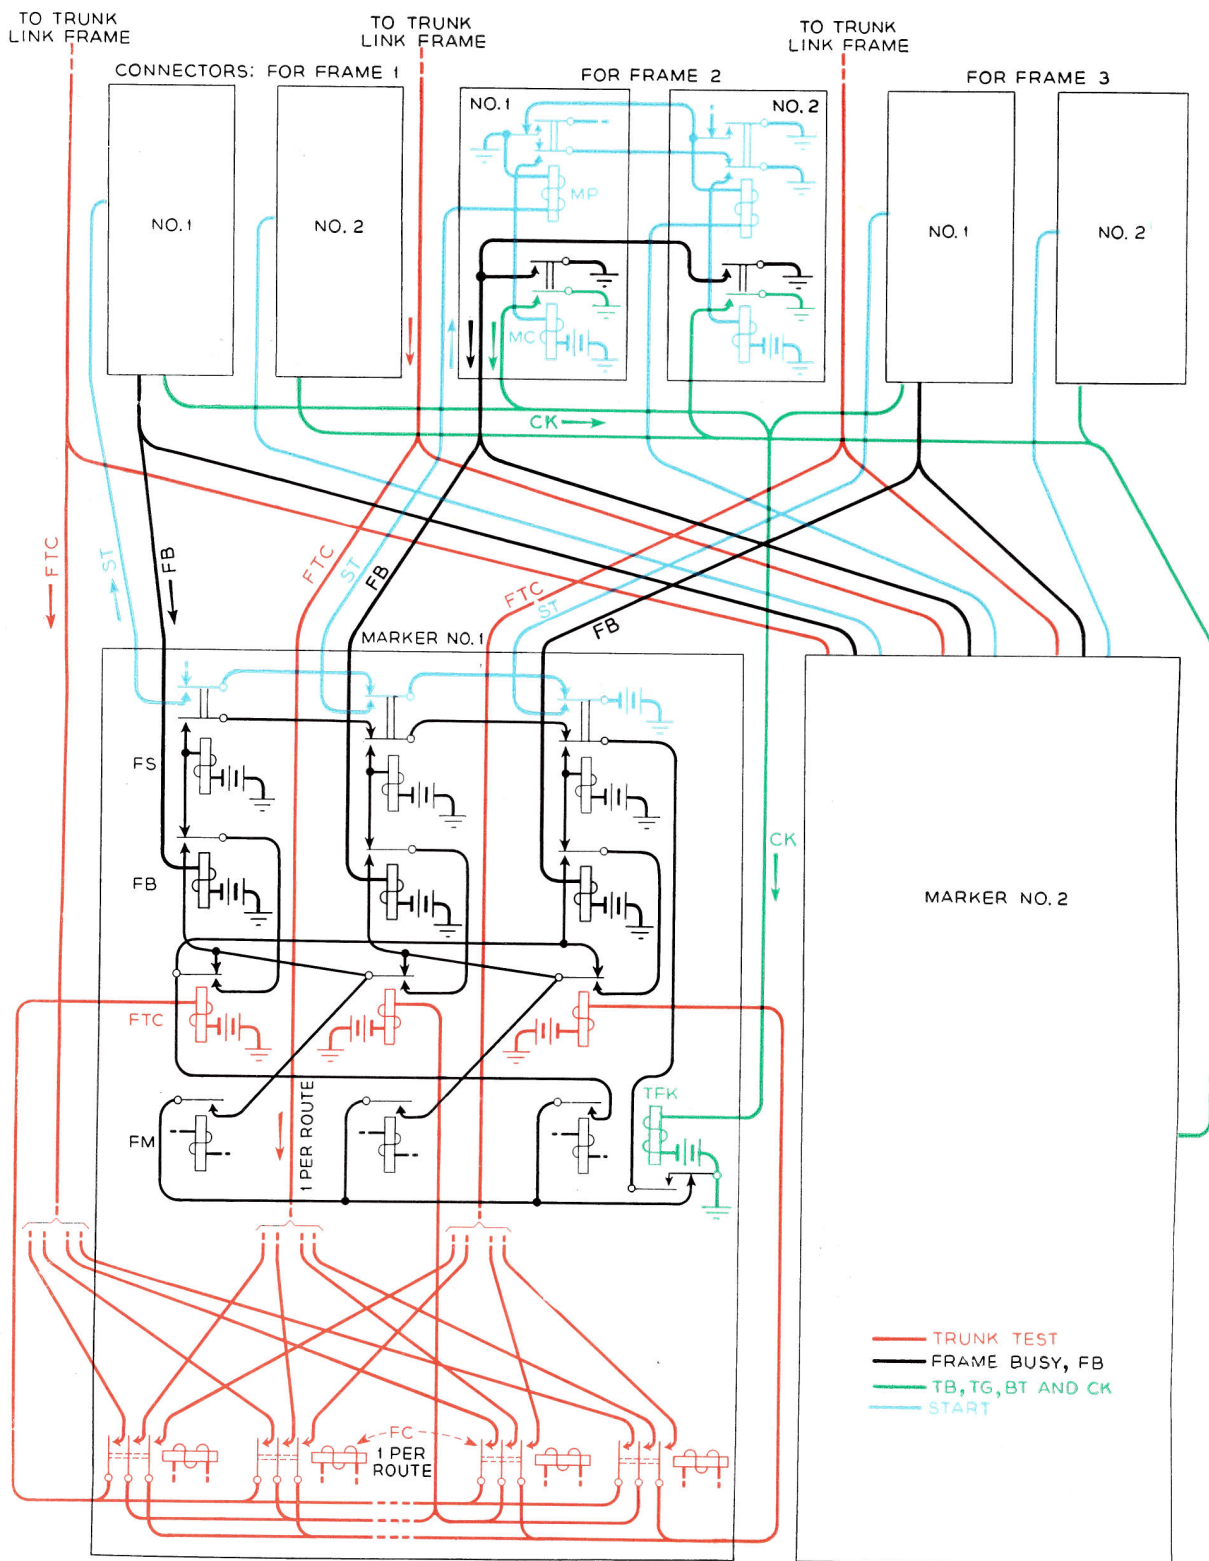 TO TRUNK
LINK FRAME
TO TRUNK
LINK FRAME
TO TRUNK
LINK FRAME
CONNECTORS: FOR FRAME 1
FOR FRAME 2
FOR FRAME 3
NO.1
NO.2
NO.1
NO.2
NO.1
NO.2
MP
MC
CK
FTC
ST
FB
FTC
ST
FB
FTC
ST
FB
MARKER NO.1
FS
FB
CK
MARKER NO.2
FTC
1 PER ROUTE
TFK
FM
TRUNK TEST
FRAME BUSY, FB
TB, TG, BT AND CK
START
FC
1 PER
ROUTE